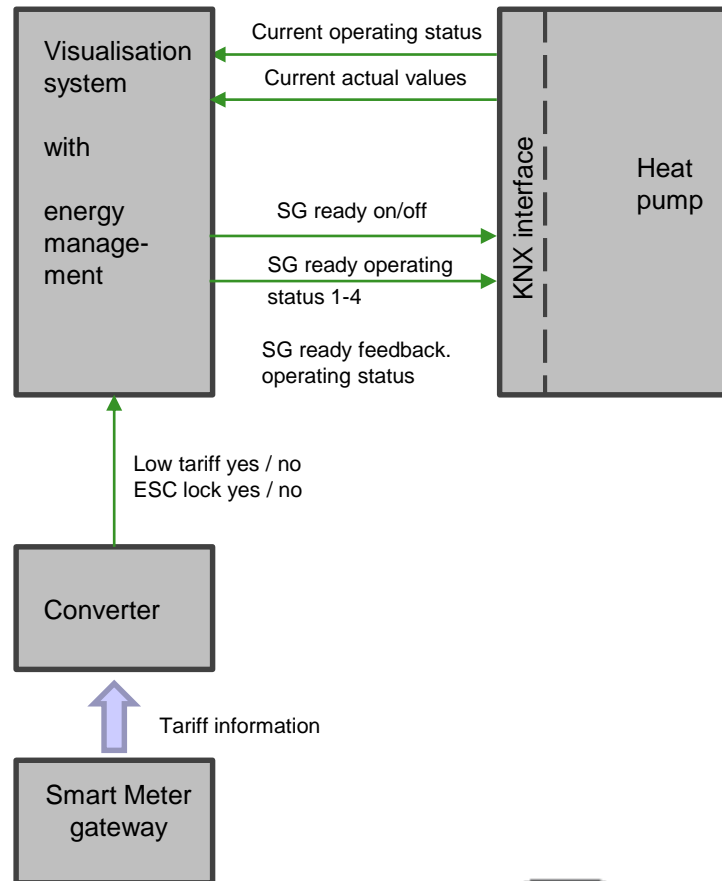 Visualisation
system
with
energy
manage-
ment
Current operating status
Current actual values
SG ready on/off
SG ready operating
status 1-4
SG ready feedback.
operating status
KNX interface
Heat
pump
Low tariff yes / no
ESC lock yes / no
Converter
Tariff information
Smart Meter
gateway